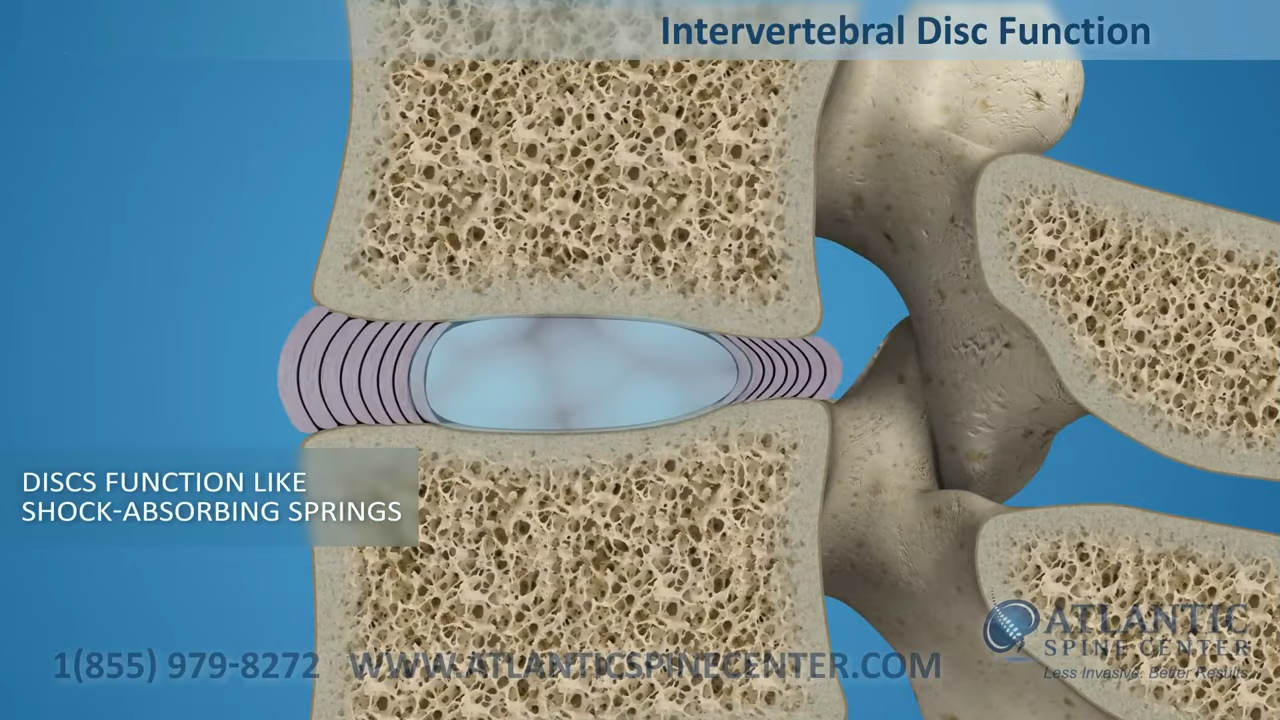 Intervertebral Disc Function
DISCS FUNCTION LIKE
SHOCK-ABSORBING SPRINGS
1(855) 979-8272 WWW.ATLANTICSPINECENTER.COM
ATLANTIC
SPINE CENTER
Less Invasive. Better Results.